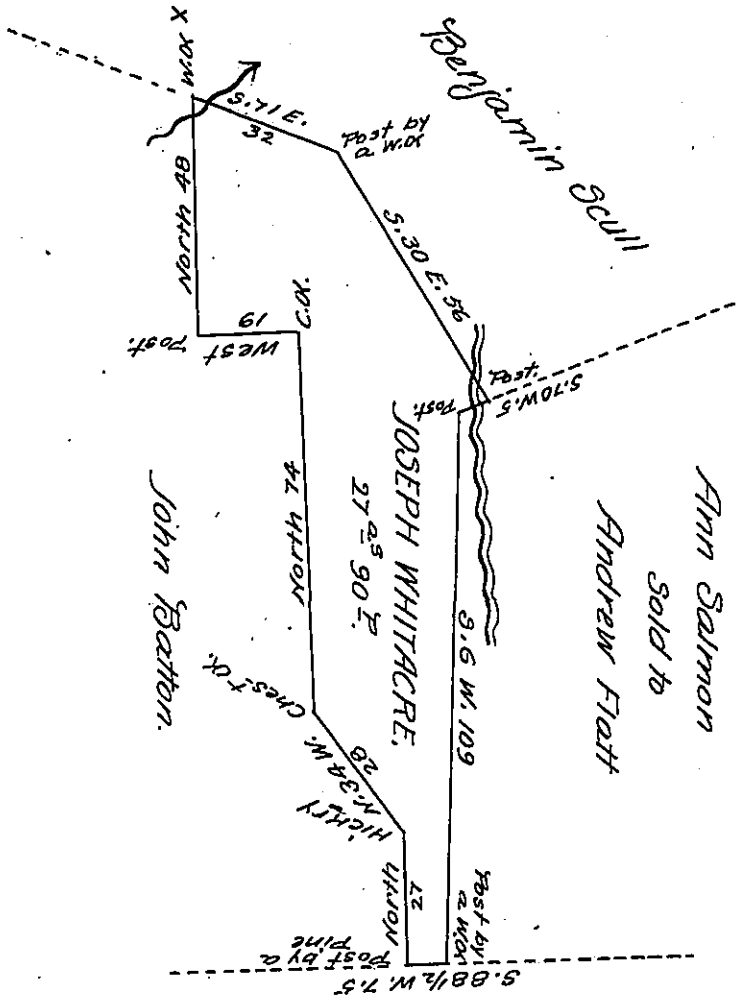 Benjamin Scull
W.O. X
S. 71 E.
32
Post by
a W.O.
S. 30 E. 56
Post.
S. 70 W. 5
Post.
North 48
Post.
West
19
C.O.
North 74
JOSEPH WHITACRE.
27 as 90 P.
S. 6 W. 109
Ann Salmon
Sold to
Andrew Flatt
John Batton.
Chest O.
N. 34 W.
28
Hickry
North
27
Post by a
Pine
S. 88 1/2 W. 7.5
Post by
a W.O.